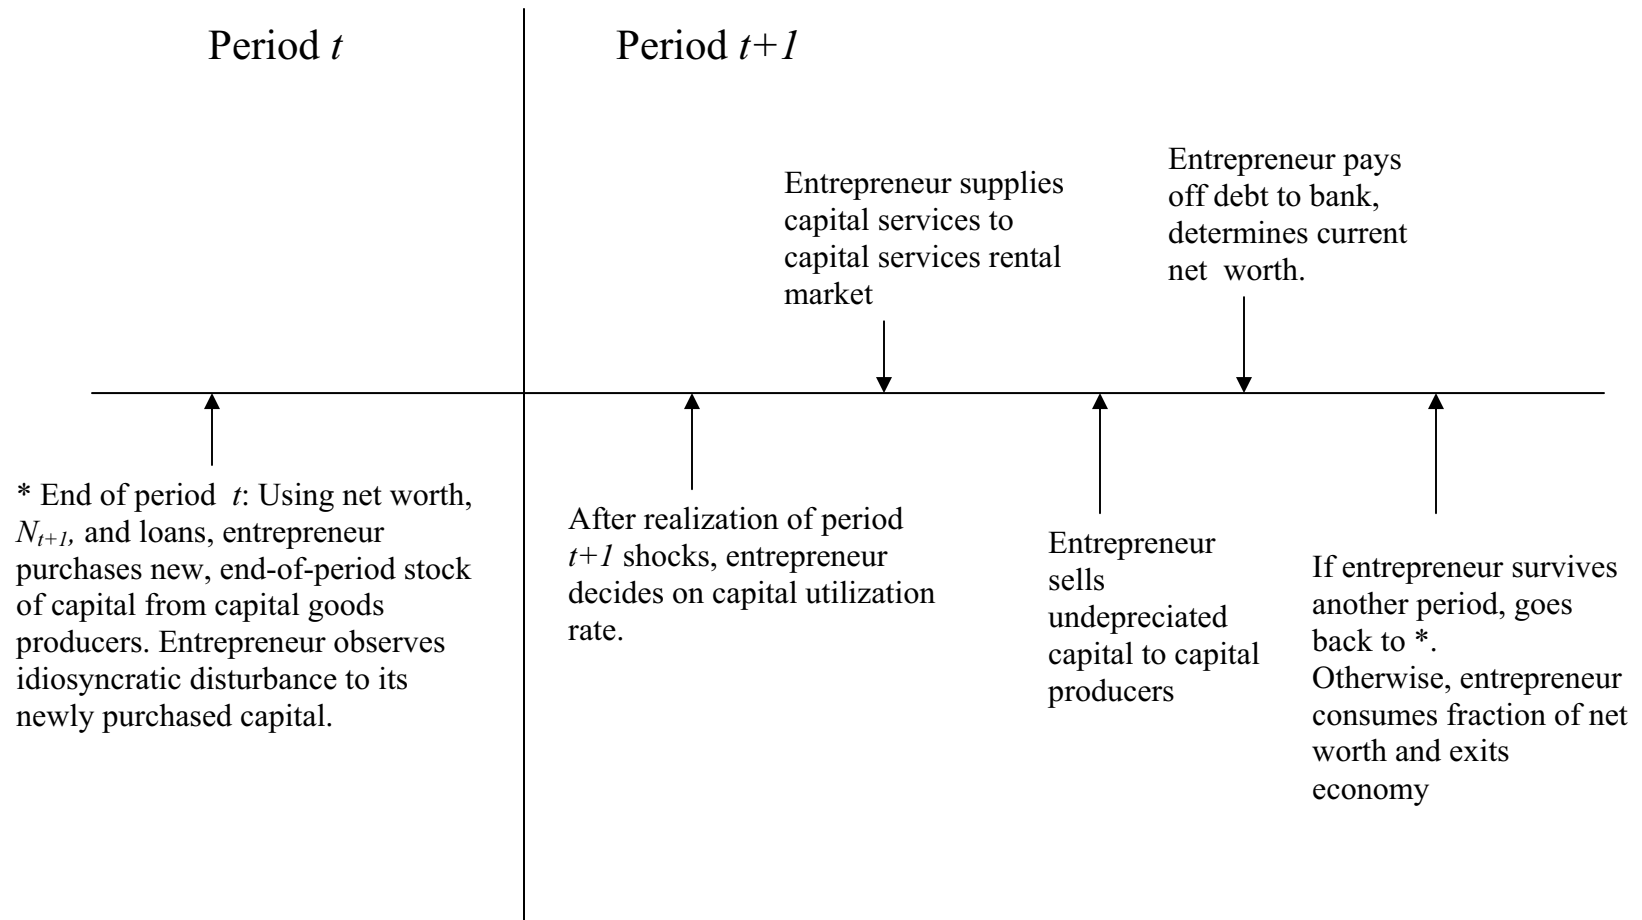 Period t
Period t+1
* End of period t: Using net worth,
N_{t+1}, and loans, entrepreneur
purchases new, end-of-period stock
of capital from capital goods
producers. Entrepreneur observes
idiosyncratic disturbance to its
newly purchased capital.
After realization of period
t+1 shocks, entrepreneur
decides on capital utilization
rate.
Entrepreneur supplies
capital services to
capital services rental
market
Entrepreneur
sells
undepreciated
capital to capital
producers
Entrepreneur pays
off debt to bank,
determines current
net worth.
If entrepreneur survives
another period, goes
back to *.
Otherwise, entrepreneur
consumes fraction of net
worth and exits
economy